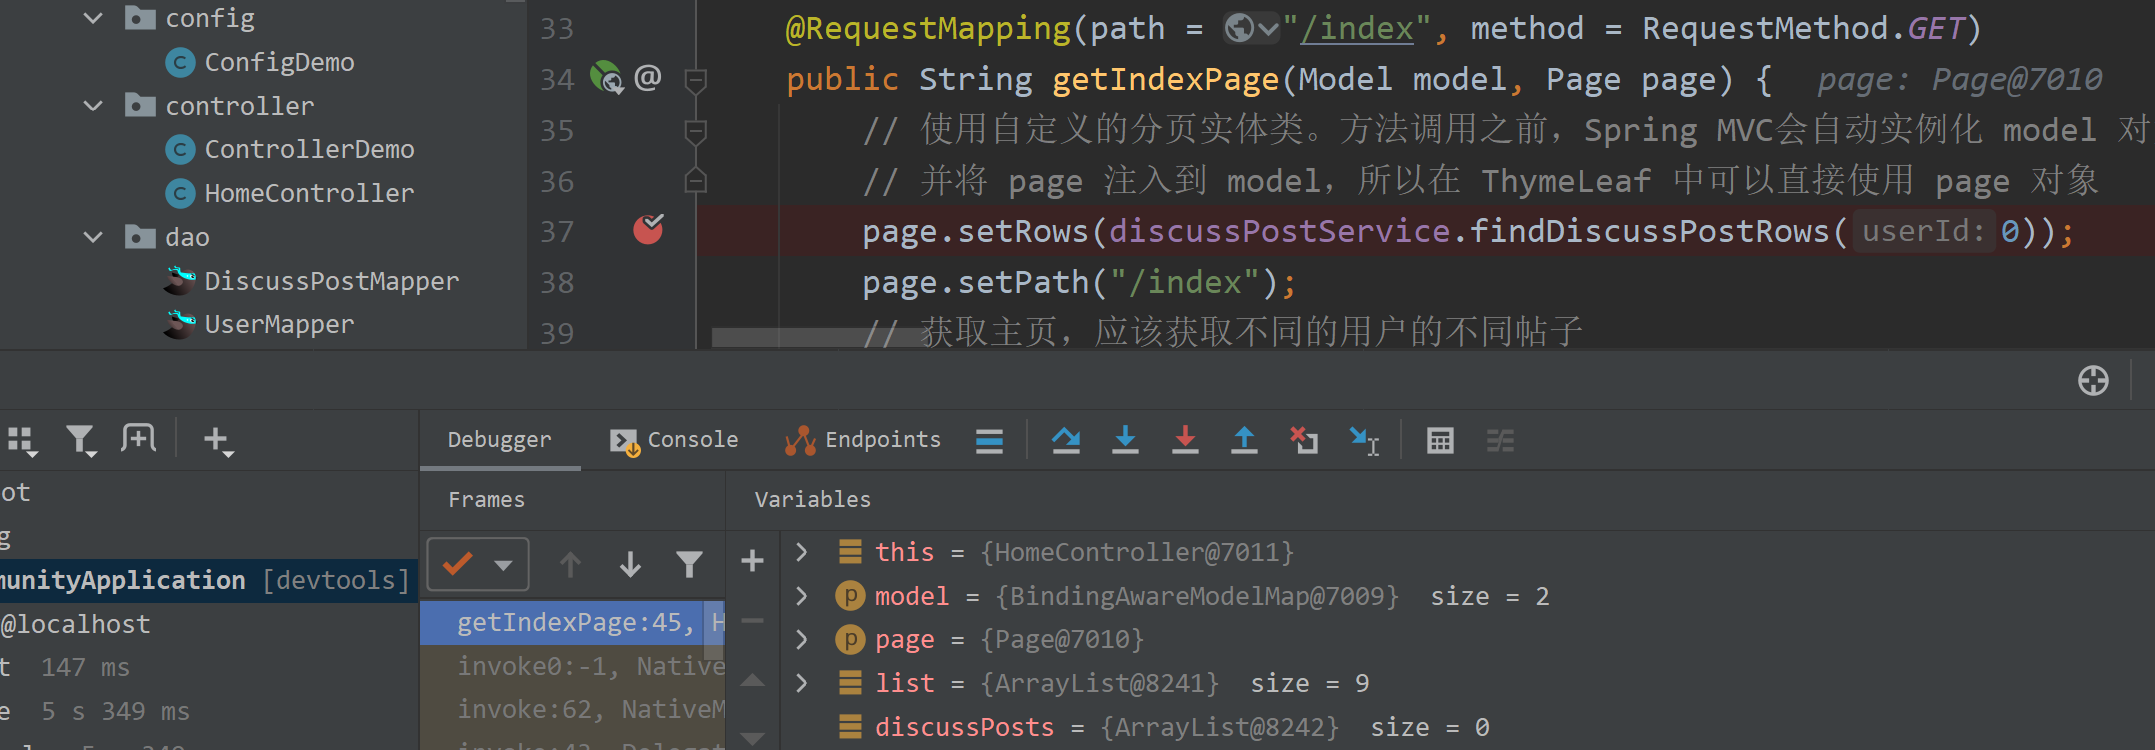 config
ConfigDemo
controller
ControllerDemo
HomeController
dao
DiscussPostMapper
UserMapper
33 @RequestMapping(path = "/index", method = RequestMethod.GET)
34 @ public String getIndexPage(Model model, Page page) { page: Page@7010
35 // 使用自定义的分页实体类。方法调用之前，Spring MVC会自动实例化 model 对
36 // 并将 page 注入到 model，所以在 ThymeLeaf 中可以直接使用 page 对象
37 page.setRows(discussPostService.findDiscussPostRows( userId: 0));
38 page.setPath("/index");
39 // 获取主页，应该获取不同的用户的不同帖子
Debugger Console Endpoints
ot
g
munityApplication [devtools]
@localhost
t 147 ms
e 5 s 349 ms
Frames
getIndexPage:45, H
invoke0:-1, Native
invoke:62, NativeM
Variables
this = {HomeController@7011}
model = {BindingAwareModelMap@7009} size = 2
page = {Page@7010}
list = {ArrayList@8241} size = 9
discussPosts = {ArrayList@8242} size = 0